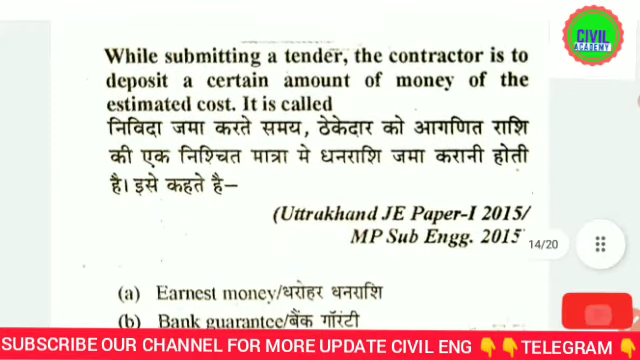 CIVIL
ACADEMY
While submitting a tender, the contractor is to
deposit a certain amount of money of the
estimated cost. It is called
निविदा जमा करते समय, ठेकेदार को आगणित राशि
की एक निश्चित मात्रा मे धनराशि जमा करानी होती
है। इसे कहते है–
(Uttrakhand JE Paper-I 2015/
MP Sub Engg. 2015
14/20
(a) Earnest money/धरोहर धनराशि
(b) Bank guarantee/बैंक गॉरंटी
SUBSCRIBE OUR CHANNEL FOR MORE UPDATE CIVIL ENG 👇👇TELEGRAM 👇